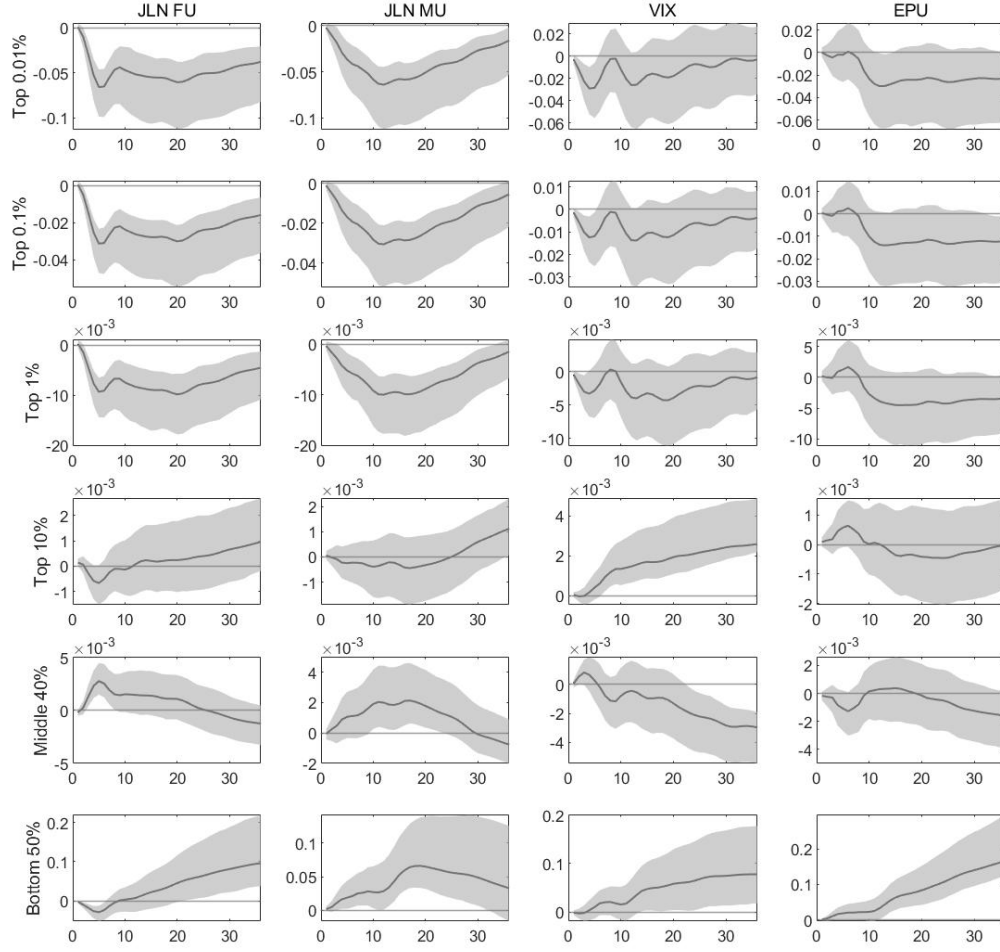 JLN FU JLN MU VIX EPU
Top 0.01%
0 -0.05 -0.1
0 10 20 30
0 -0.05 -0.1
0 10 20 30
0.02 0 -0.02 -0.04 -0.06
0 10 20 30
0.02 0 -0.02 -0.04 -0.06
0 10 20 30
Top 0.1%
0 -0.02 -0.04
0 10 20 30
0 -0.02 -0.04
0 10 20 30
0.01 0 -0.01 -0.02 -0.03
0 10 20 30
0.01 0 -0.01 -0.02 -0.03
0 10 20 30
Top 1%
× 10⁻³
0 -10 -20
0 10 20 30
× 10⁻³
0 -10 -20
0 10 20 30
× 10⁻³
0 -5 -10
0 10 20 30
× 10⁻³
5 0 -5 -10
0 10 20 30
Top 10%
× 10⁻³
2 1 0 -1
0 10 20 30
× 10⁻³
2 1 0 -1
0 10 20 30
× 10⁻³
4 2 0
0 10 20 30
× 10⁻³
1 0 -1 -2
0 10 20 30
Middle 40%
× 10⁻³
5 0 -5
0 10 20 30
× 10⁻³
4 2 0 -2
0 10 20 30
× 10⁻³
0 -2 -4
0 10 20 30
× 10⁻³
2 0 -2 -4
0 10 20 30
Bottom 50%
0.2 0.1 0
0 10 20 30
0.1 0.05 0
0 10 20 30
0.2 0.1 0
0 10 20 30
0.2 0.1 0
0 10 20 30